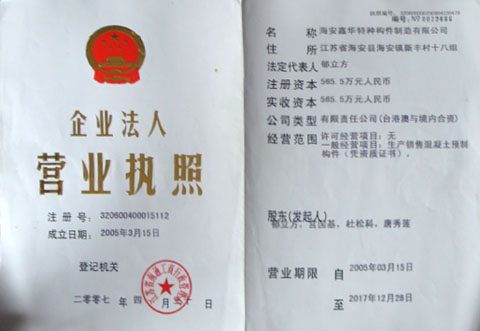 企业法人
营业执照
注册号: 320600400015112
成立日期: 2005年3月15日
登记机关
二零零七年四月 日
编号: №
名称 海安鑫华特种构件制造有限公司
住所 江苏省海安县海安镇新丰村十八组
法定代表人 郁立方
注册资本 565.5万元人民币
实收资本 565.5万元人民币
公司类型 有限责任公司(台港澳与境内合资)
经营范围 许可经营项目:无
一般经营项目:生产销售混凝土预制
构件(凭资质证书)。
股东(发起人)
郁立方、 国基、杜松科、唐秀莲
营业期限 自 2005年03月15日
至 2017年12月28日